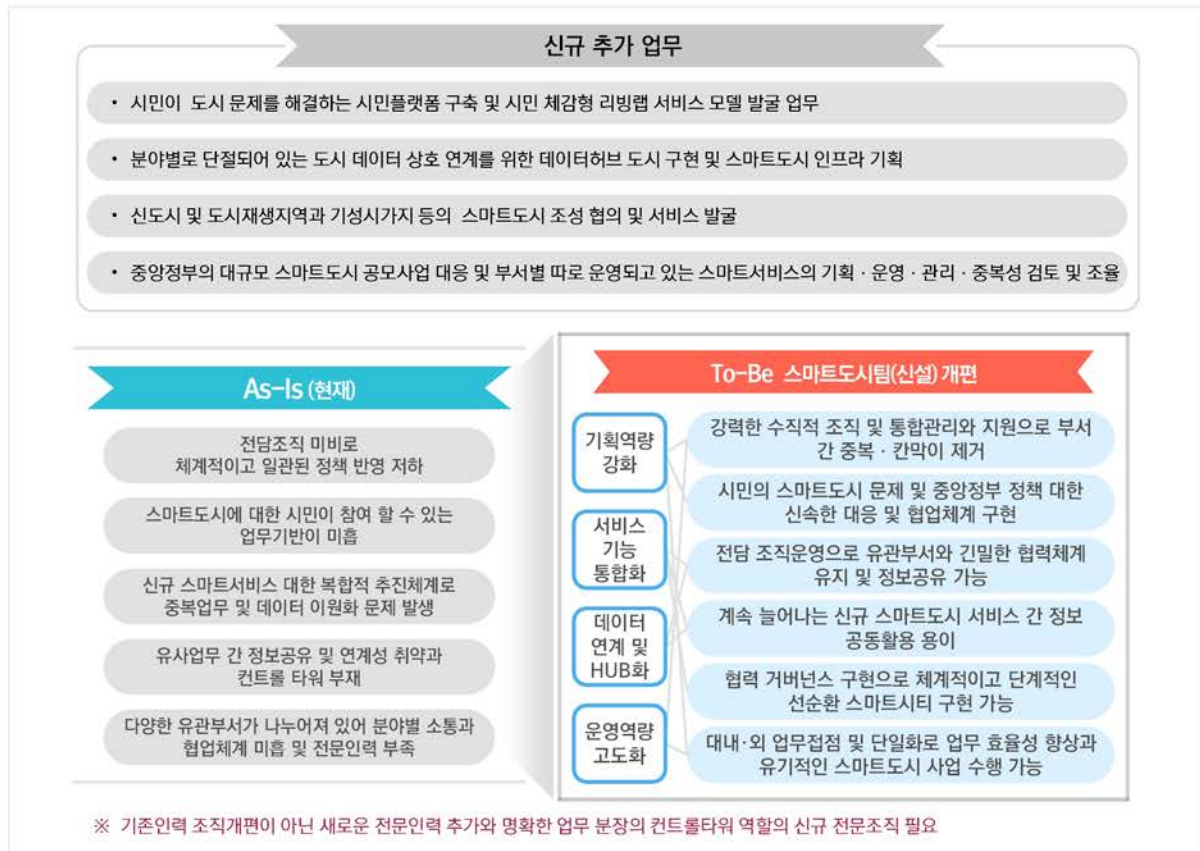 신규 추가 업무
• 시민이 도시 문제를 해결하는 시민플랫폼 구축 및 시민 체감형 리빙랩 서비스 모델 발굴 업무
• 분야별로 단절되어 있는 도시 데이터 상호 연계를 위한 데이터허브 도시 구현 및 스마트도시 인프라 기획
• 신도시 및 도시재생지역과 기성시가지 등의 스마트도시 조성 협의 및 서비스 발굴
• 중앙정부의 대규모 스마트도시 공모사업 대응 및 부서별 따로 운영되고 있는 스마트서비스의 기획 · 운영 · 관리 · 중복성 검토 및 조율
As-Is (현재)
전담조직 미비로
체계적이고 일관된 정책 반영 저하
스마트도시에 대한 시민이 참여 할 수 있는
업무기반이 미흡
신규 스마트서비스 대한 복합적 추진체계로
중복업무 및 데이터 이원화 문제 발생
유사업무 간 정보공유 및 연계성 취약과
컨트롤 타워 부재
다양한 유관부서가 나누어져 있어 분야별 소통과
협업체계 미흡 및 전문인력 부족
To-Be 스마트도시팀(신설) 개편
기획역량
강화
서비스
기능
통합화
데이터
연계 및
HUB화
운영역량
고도화
강력한 수직적 조직 및 통합관리와 지원으로 부서
간 중복 · 칸막이 제거
시민의 스마트도시 문제 및 중앙정부 정책 대한
신속한 대응 및 협업체계 구현
전담 조직운영으로 유관부서와 긴밀한 협력체계
유지 및 정보공유 가능
계속 늘어나는 신규 스마트도시 서비스 간 정보
공동활용 용이
협력 거버넌스 구현으로 체계적이고 단계적인
선순환 스마트시티 구현 가능
대내·외 업무접점 및 단일화로 업무 효율성 향상과
유기적인 스마트도시 사업 수행 가능
※ 기존인력 조직개편이 아닌 새로운 전문인력 추가와 명확한 업무 분장의 컨트롤타워 역할의 신규 전문조직 필요